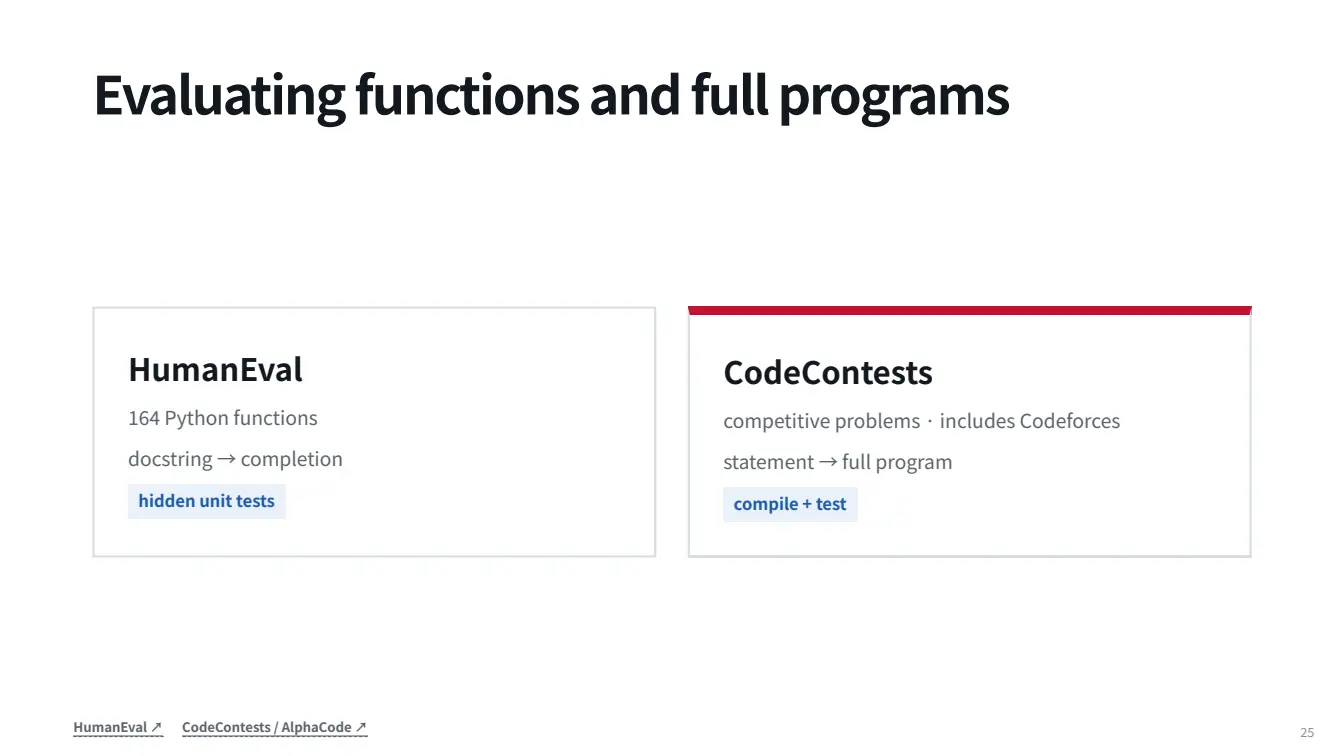 Evaluating functions and full programs
HumanEval
164 Python functions
docstring → completion
hidden unit tests
CodeContests
competitive problems · includes Codeforces
statement → full program
compile + test
HumanEval ↗
CodeContests / AlphaCode ↗
25